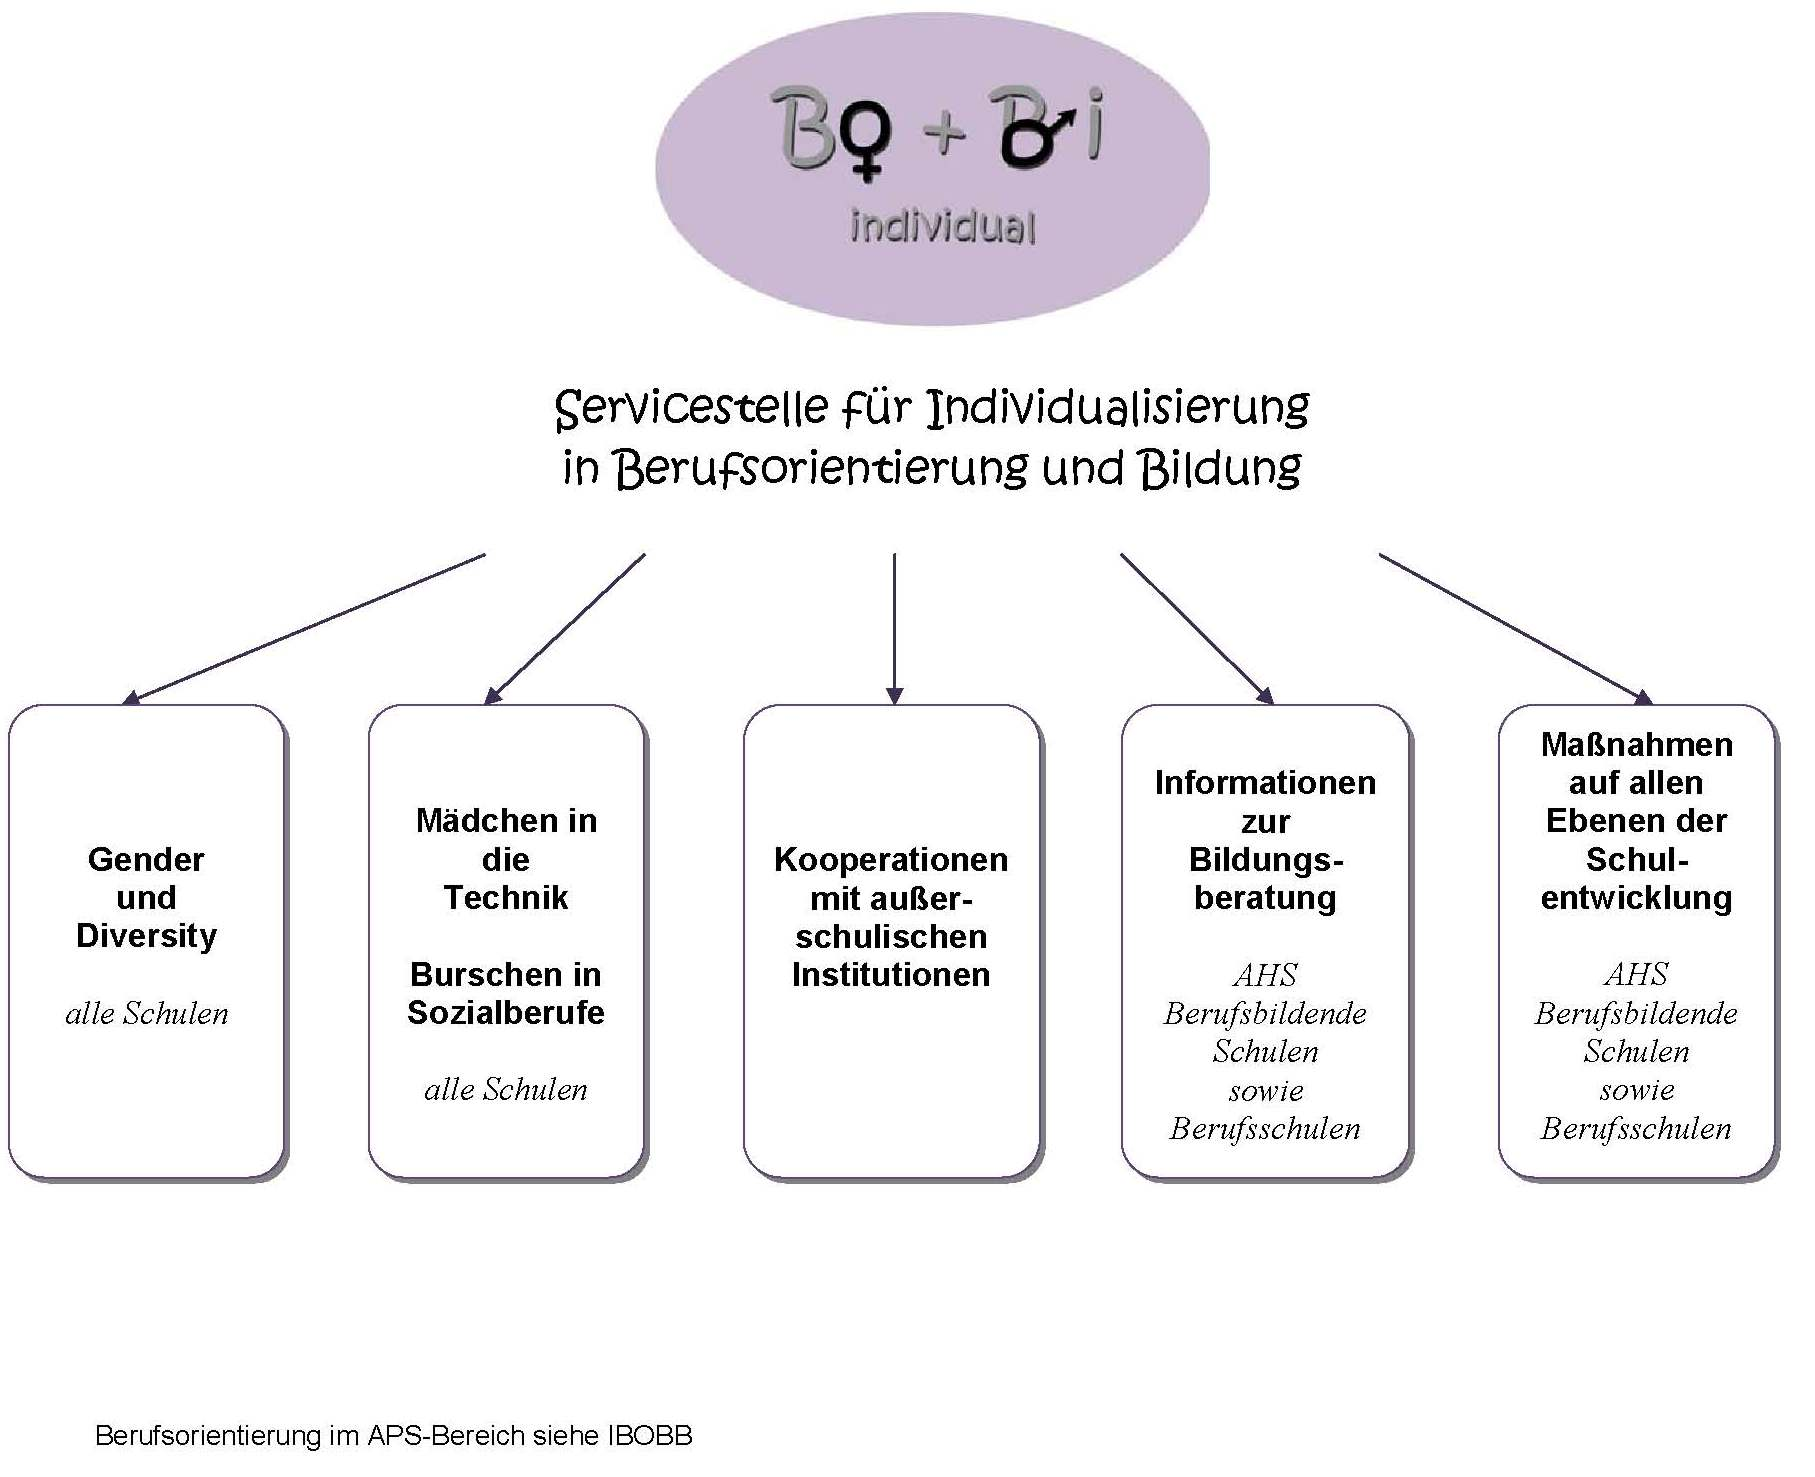 B♀ + B♂i
individual
Servicestelle für Individualisierung
in Berufsorientierung und Bildung
Gender
und
Diversity
alle Schulen
Mädchen in
die
Technik
Burschen in
Sozialberufe
alle Schulen
Kooperationen
mit außer-
schulischen
Institutionen
Informationen
zur
Bildungs-
beratung
AHS
Berufsbildende
Schulen
sowie
Berufsschulen
Maßnahmen
auf allen
Ebenen der
Schul-
entwicklung
AHS
Berufsbildende
Schulen
sowie
Berufsschulen
Berufsorientierung im APS-Bereich siehe IBOBB